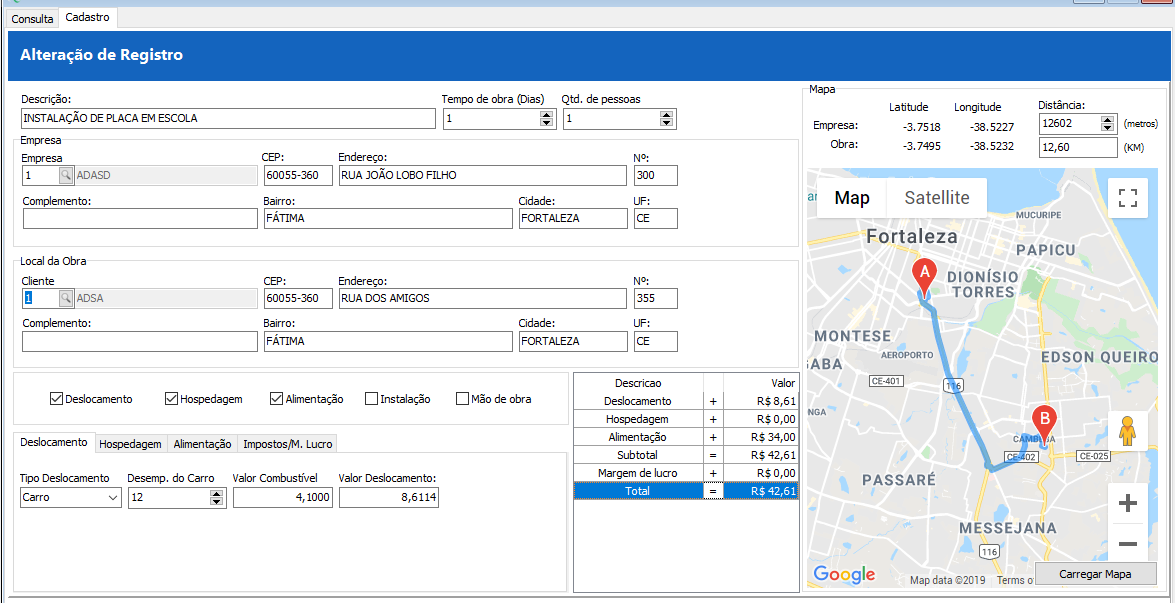 Consulta Cadastro
Alteração de Registro
Descrição: Tempo de obra (Dias) Qtd. de pessoas
INSTALAÇÃO DE PLACA EM ESCOLA 1 1
Empresa
Empresa CEP: Endereço: Nº:
1 ADASD 60055-360 RUA JOÃO LOBO FILHO 300
Complemento: Bairro: Cidade: UF:
FÁTIMA FORTALEZA CE
Local da Obra
Cliente CEP: Endereço: Nº:
1 ADSA 60055-360 RUA DOS AMIGOS 355
Complemento: Bairro: Cidade: UF:
FÁTIMA FORTALEZA CE
Deslocamento Hospedagem Alimentação Instalação Mão de obra
Deslocamento Hospedagem Alimentação Impostos/M. Lucro
Tipo Deslocamento Desemp. do Carro Valor Combustível Valor Deslocamento:
Carro 12 4,1000 8,6114
Descricao Valor
Deslocamento + R$ 8,61
Hospedagem + R$ 0,00
Alimentação + R$ 34,00
Subtotal = R$ 42,61
Margem de lucro + R$ 0,00
Total = R$ 42,61
Mapa
Latitude Longitude Distância:
Empresa: -3.7518 -38.5227 12602 (metros)
Obra: -3.7495 -38.5232 12,60 (KM)
Map Satellite
MUCURIPE
Fortaleza
PAPICU
A
DIONÍSIO
TORRES
MONTESE
AEROPORTO
EDSON QUEIRO
ABA
CE-401
116
NGA
B
CE-402
CE-025
PASSARÉ
MESSEJANA
116
Google
Map data ©2019 Terms o
Carregar Mapa